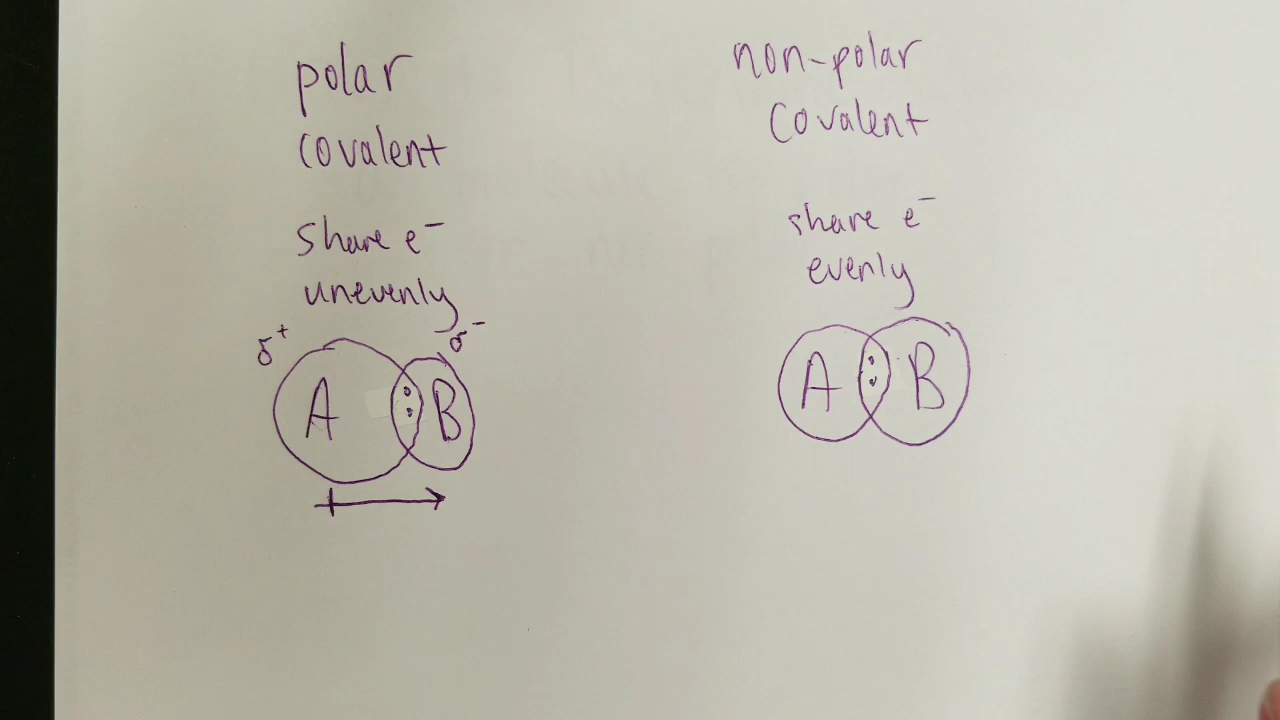 polar
covalent
share e⁻
unevenly
δ⁺ δ⁻
A : B
non-polar
covalent
share e⁻
evenly
A : B